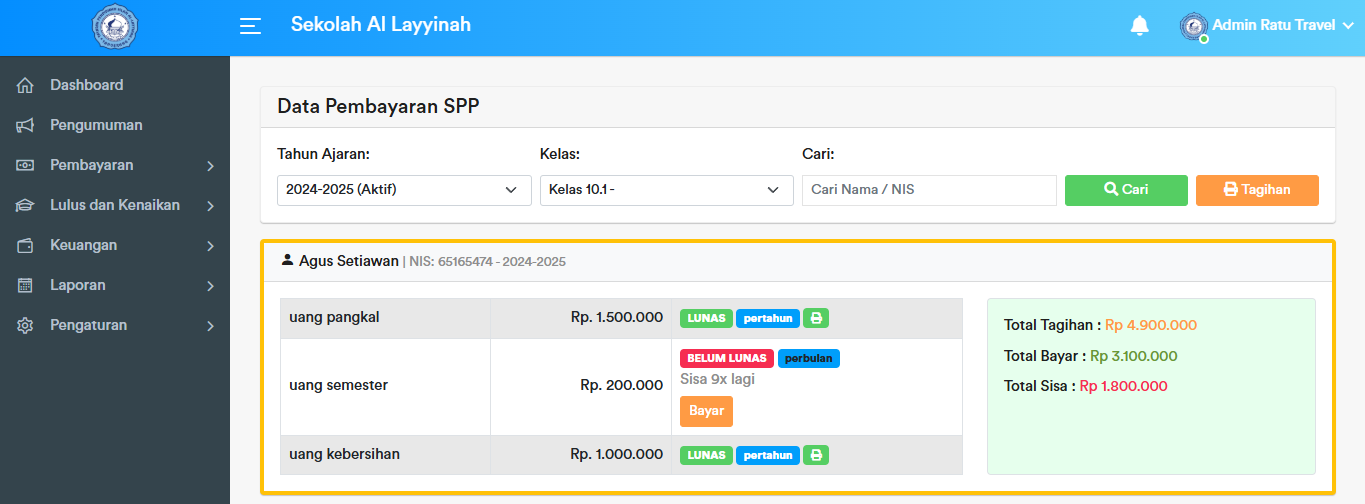 Sekolah Al Layyinah
Admin Ratu Travel
Dashboard
Pengumuman
Pembayaran
Lulus dan Kenaikan
Keuangan
Laporan
Pengaturan
Data Pembayaran SPP
Tahun Ajaran: Kelas: Cari:
2024-2025 (Aktif) Kelas 10.1 - Cari Nama / NIS Cari Tagihan
Agus Setiawan | NIS: 65165474 - 2024-2025
uang pangkal Rp. 1.500.000 LUNAS pertahun
uang semester Rp. 200.000 BELUM LUNAS perbulan
Sisa 9x lagi
Bayar
uang kebersihan Rp. 1.000.000 LUNAS pertahun
Total Tagihan : Rp 4.900.000
Total Bayar : Rp 3.100.000
Total Sisa : Rp 1.800.000